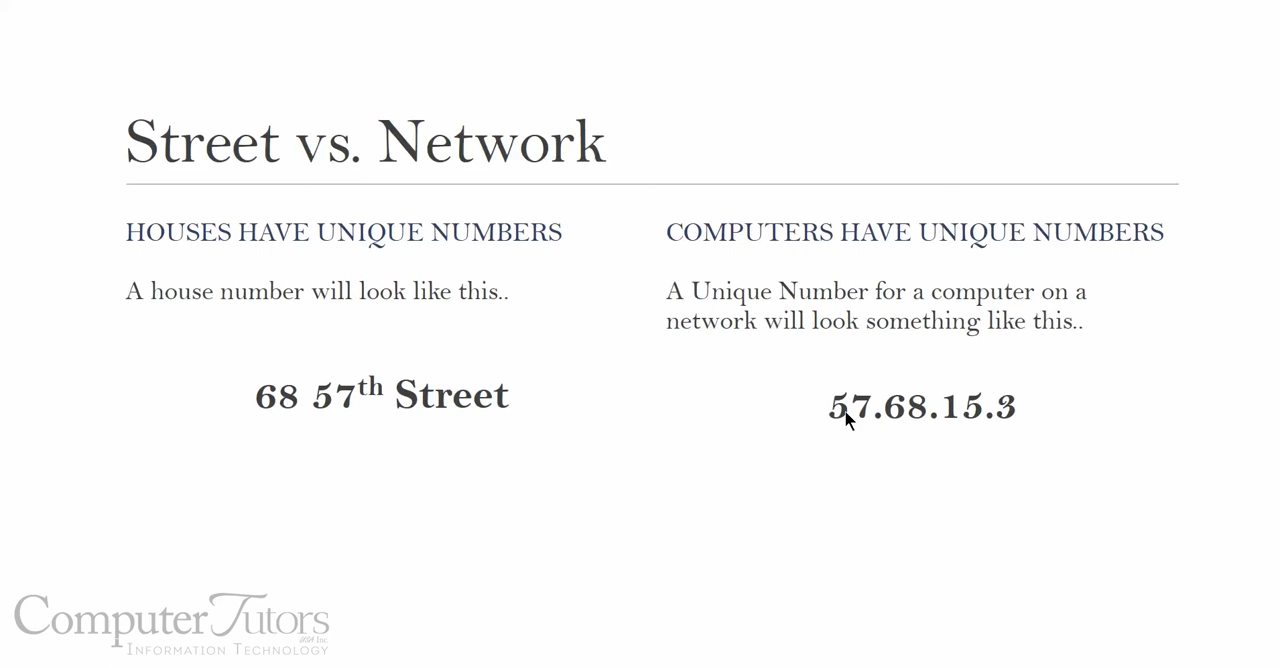 Street vs. Network
HOUSES HAVE UNIQUE NUMBERS
A house number will look like this..
68 57th Street
COMPUTERS HAVE UNIQUE NUMBERS
A Unique Number for a computer on a
network will look something like this..
57.68.15.3
Computer Tutors
USA Inc.
INFORMATION TECHNOLOGY